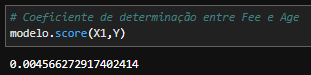 # Coeficiente de determinação entre Fee e Age
modelo.score(X1,Y)
0.004566272917402414